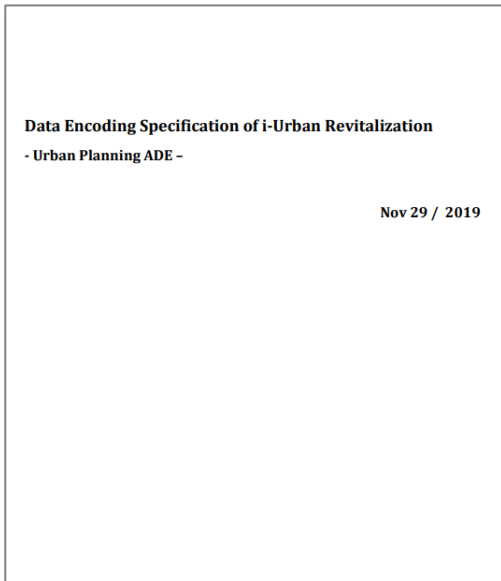 Data Encoding Specification of i-Urban Revitalization
- Urban Planning ADE –
Nov 29 / 2019